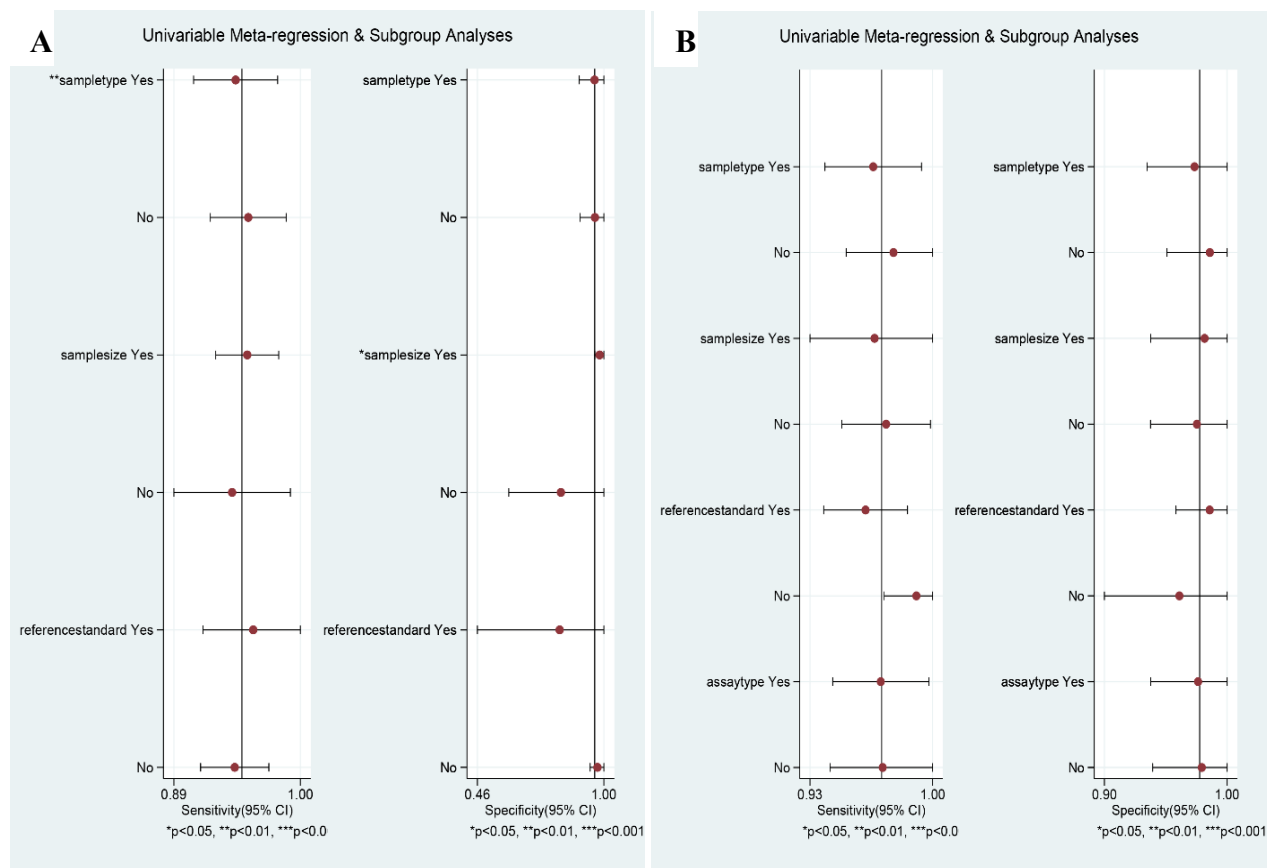 A
Univariable Meta-regression & Subgroup Analyses
**sampletype Yes
No
samplesize Yes
No
referencestandard Yes
No
0.89
1.00
Sensitivity(95% CI)
*p<0.05, **p<0.01, ***p<0.0
sampletype Yes
No
*samplesize Yes
No
referencestandard Yes
No
0.46
1.00
Specificity(95% CI)
*p<0.05, **p<0.01, ***p<0.001
B
Univariable Meta-regression & Subgroup Analyses
sampletype Yes
No
samplesize Yes
No
referencestandard Yes
No
assaytype Yes
No
0.93
1.00
Sensitivity(95% CI)
*p<0.05, **p<0.01, ***p<0.0
sampletype Yes
No
samplesize Yes
No
referencestandard Yes
No
assaytype Yes
No
0.90
1.00
Specificity(95% CI)
*p<0.05, **p<0.01, ***p<0.001